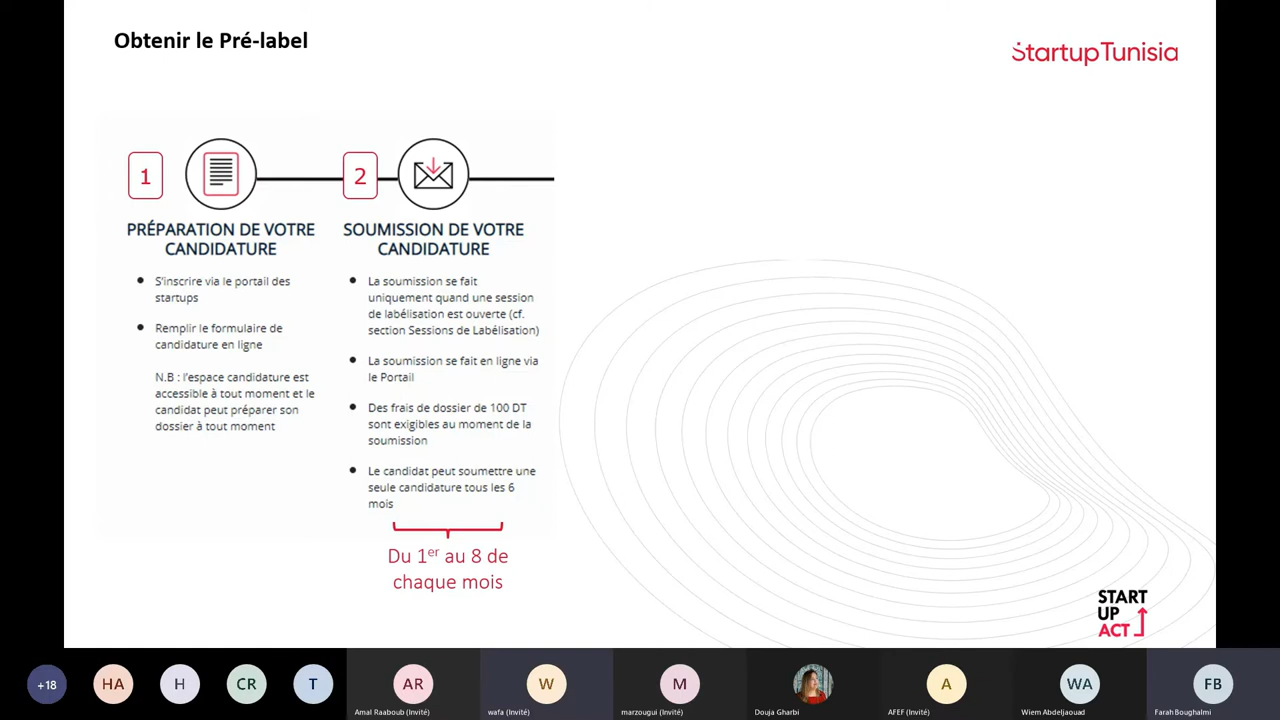 Obtenir le Pré-label
StartupTunisia
1
2
PRÉPARATION DE VOTRE
CANDIDATURE
S'inscrire via le portail des
startups
Remplir le formulaire de
candidature en ligne
N.B : l'espace candidature est
accessible à tout moment et le
candidat peut préparer son
dossier à tout moment
SOUMISSION DE VOTRE
CANDIDATURE
La soumission se fait
uniquement quand une session
de labélisation est ouverte (cf.
section Sessions de Labélisation)
La soumission se fait en ligne via
le Portail
Des frais de dossier de 100 DT
sont exigibles au moment de la
soumission
Le candidat peut soumettre une
seule candidature tous les 6
mois
Du 1er au 8 de
chaque mois
START
UP
ACT
+18
HA
H
CR
T
AR
Amal Raaboub (Invité)
W
wafa (Invité)
M
marzougui (Invité)
Douja Gharbi
A
AFEF (Invité)
WA
Wiem Abdeljaouad
FB
Farah Boughalmi